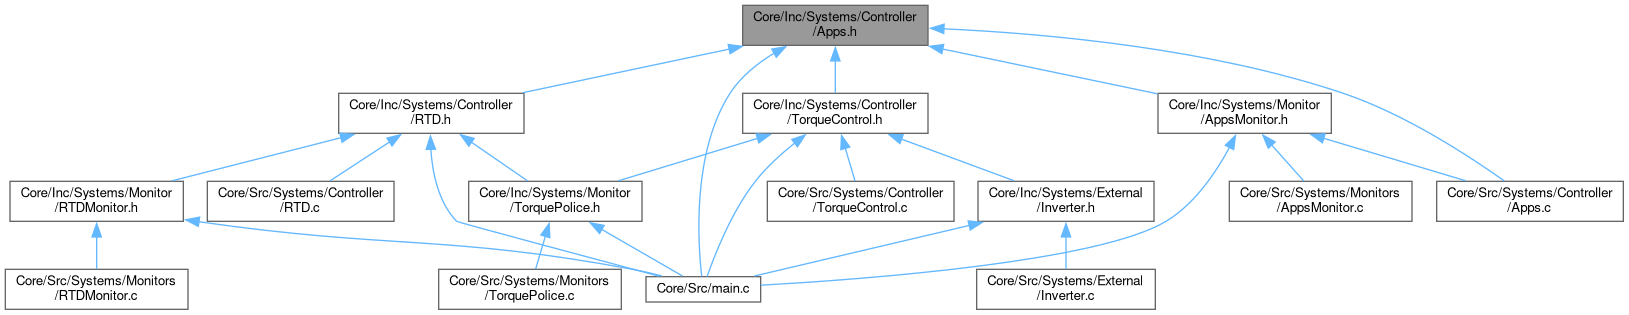 Core/Inc/Systems/Controller
/Apps.h
Core/Inc/Systems/Controller
/RTD.h
Core/Inc/Systems/Controller
/TorqueControl.h
Core/Inc/Systems/Monitor
/AppsMonitor.h
Core/Inc/Systems/Monitor
/RTDMonitor.h
Core/Src/Systems/Controller
/RTD.c
Core/Inc/Systems/Monitor
/TorquePolice.h
Core/Src/Systems/Controller
/TorqueControl.c
Core/Inc/Systems/External
/Inverter.h
Core/Src/Systems/Monitors
/AppsMonitor.c
Core/Src/Systems/Controller
/Apps.c
Core/Src/Systems/Monitors
/RTDMonitor.c
Core/Src/Systems/Monitors
/TorquePolice.c
Core/Src/main.c
Core/Src/Systems/External
/Inverter.c